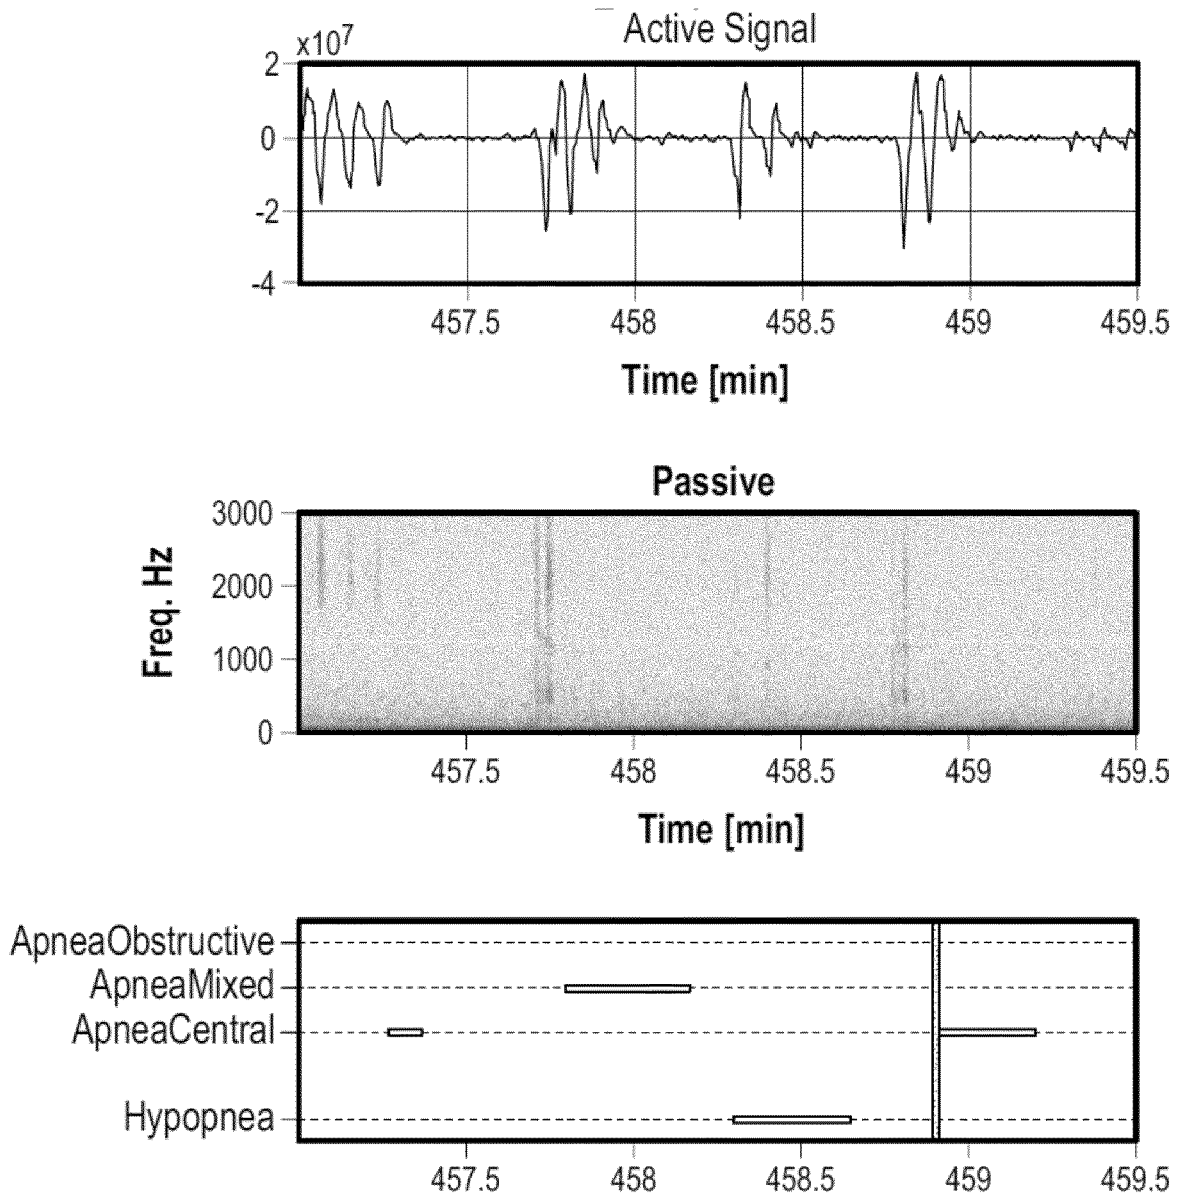 Active Signal
x10⁷
2
0
-2
-4
457.5 458 458.5 459 459.5
Time [min]
Passive
Freq. Hz
3000
2000
1000
0
457.5 458 458.5 459 459.5
Time [min]
ApneaObstructive
ApneaMixed
ApneaCentral
Hypopnea
457.5 458 458.5 459 459.5